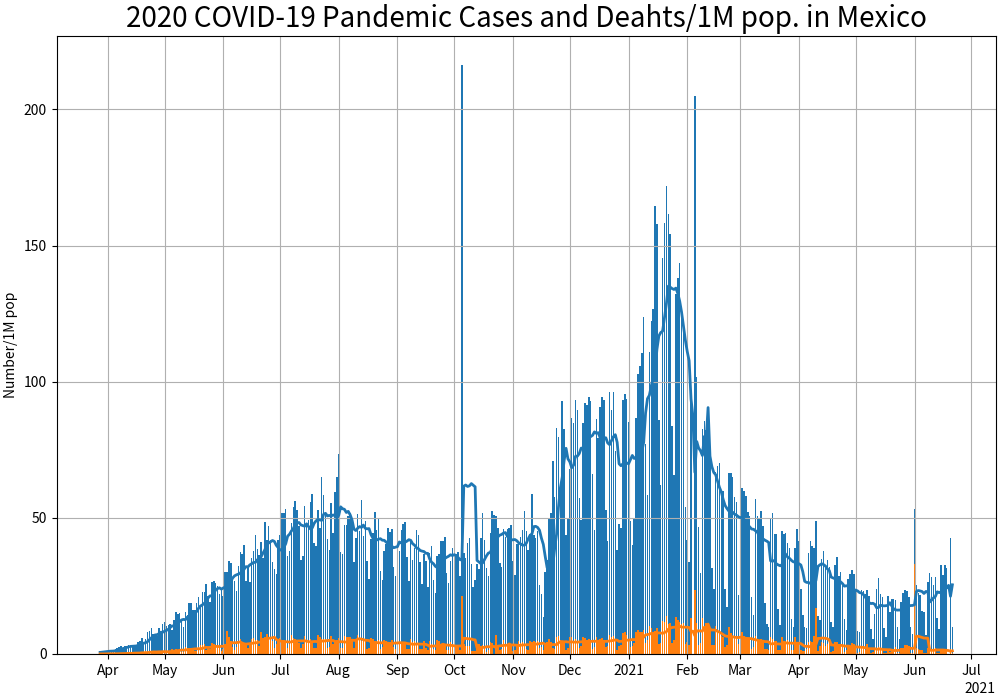 2020 COVID-19 Pandemic Cases and Deahts/1M pop. in Mexico
Number/1M pop
200
150
100
50
0
Apr May Jun Jul Aug Sep Oct Nov Dec 2021 Feb Mar Apr May Jun Jul
2021